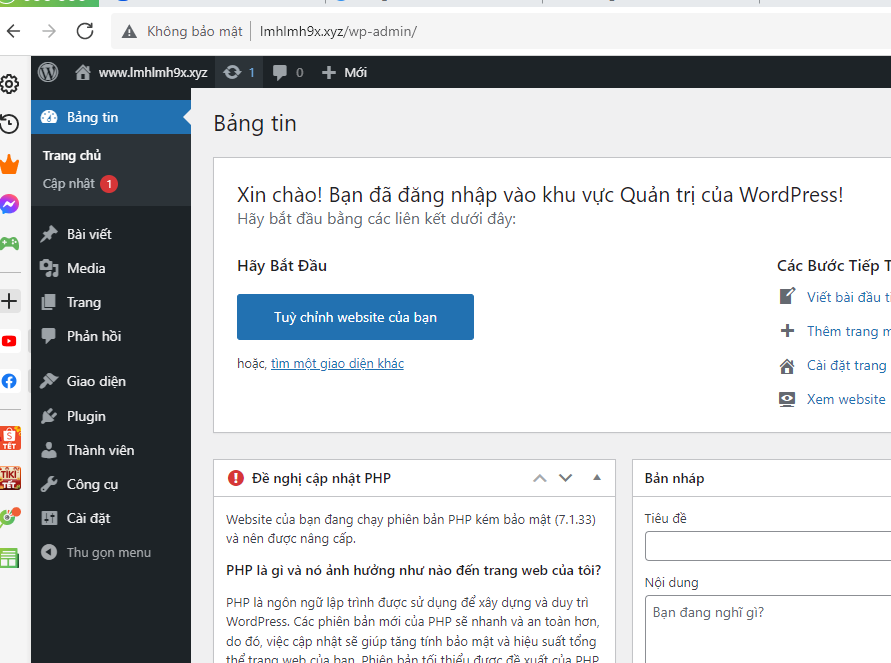 Không bảo mật
lmhlmh9x.xyz/wp-admin/
www.lmhlmh9x.xyz
1
0
Mới
Bảng tin
Trang chủ
Cập nhật 1
Bài viết
Media
Trang
Phản hồi
Giao diện
Plugin
Thành viên
Công cụ
Cài đặt
Thu gọn menu
Bảng tin
Xin chào! Bạn đã đăng nhập vào khu vực Quản trị của WordPress!
Hãy bắt đầu bằng các liên kết dưới đây:
Hãy Bắt Đầu
Tuỳ chỉnh website của bạn
hoặc, tìm một giao diện khác
Các Bước Tiếp T
Viết bài đầu ti
Thêm trang m
Cài đặt trang
Xem website
Đề nghị cập nhật PHP
Website của bạn đang chạy phiên bản PHP kém bảo mật (7.1.33)
và nên được nâng cấp.
PHP là gì và nó ảnh hưởng như nào đến trang web của tôi?
PHP là ngôn ngữ lập trình được sử dụng để xây dựng và duy trì
WordPress. Các phiên bản mới của PHP sẽ nhanh và an toàn hơn,
do đó, việc cập nhật sẽ giúp tăng tính bảo mật và hiệu suất tổng
thể trang web của bạn. Phiên bản tối thiểu được đề xuất của PHP
Bản nháp
Tiêu đề
Nội dung
Bạn đang nghĩ gì?
TẾT
TIKI
TẾT